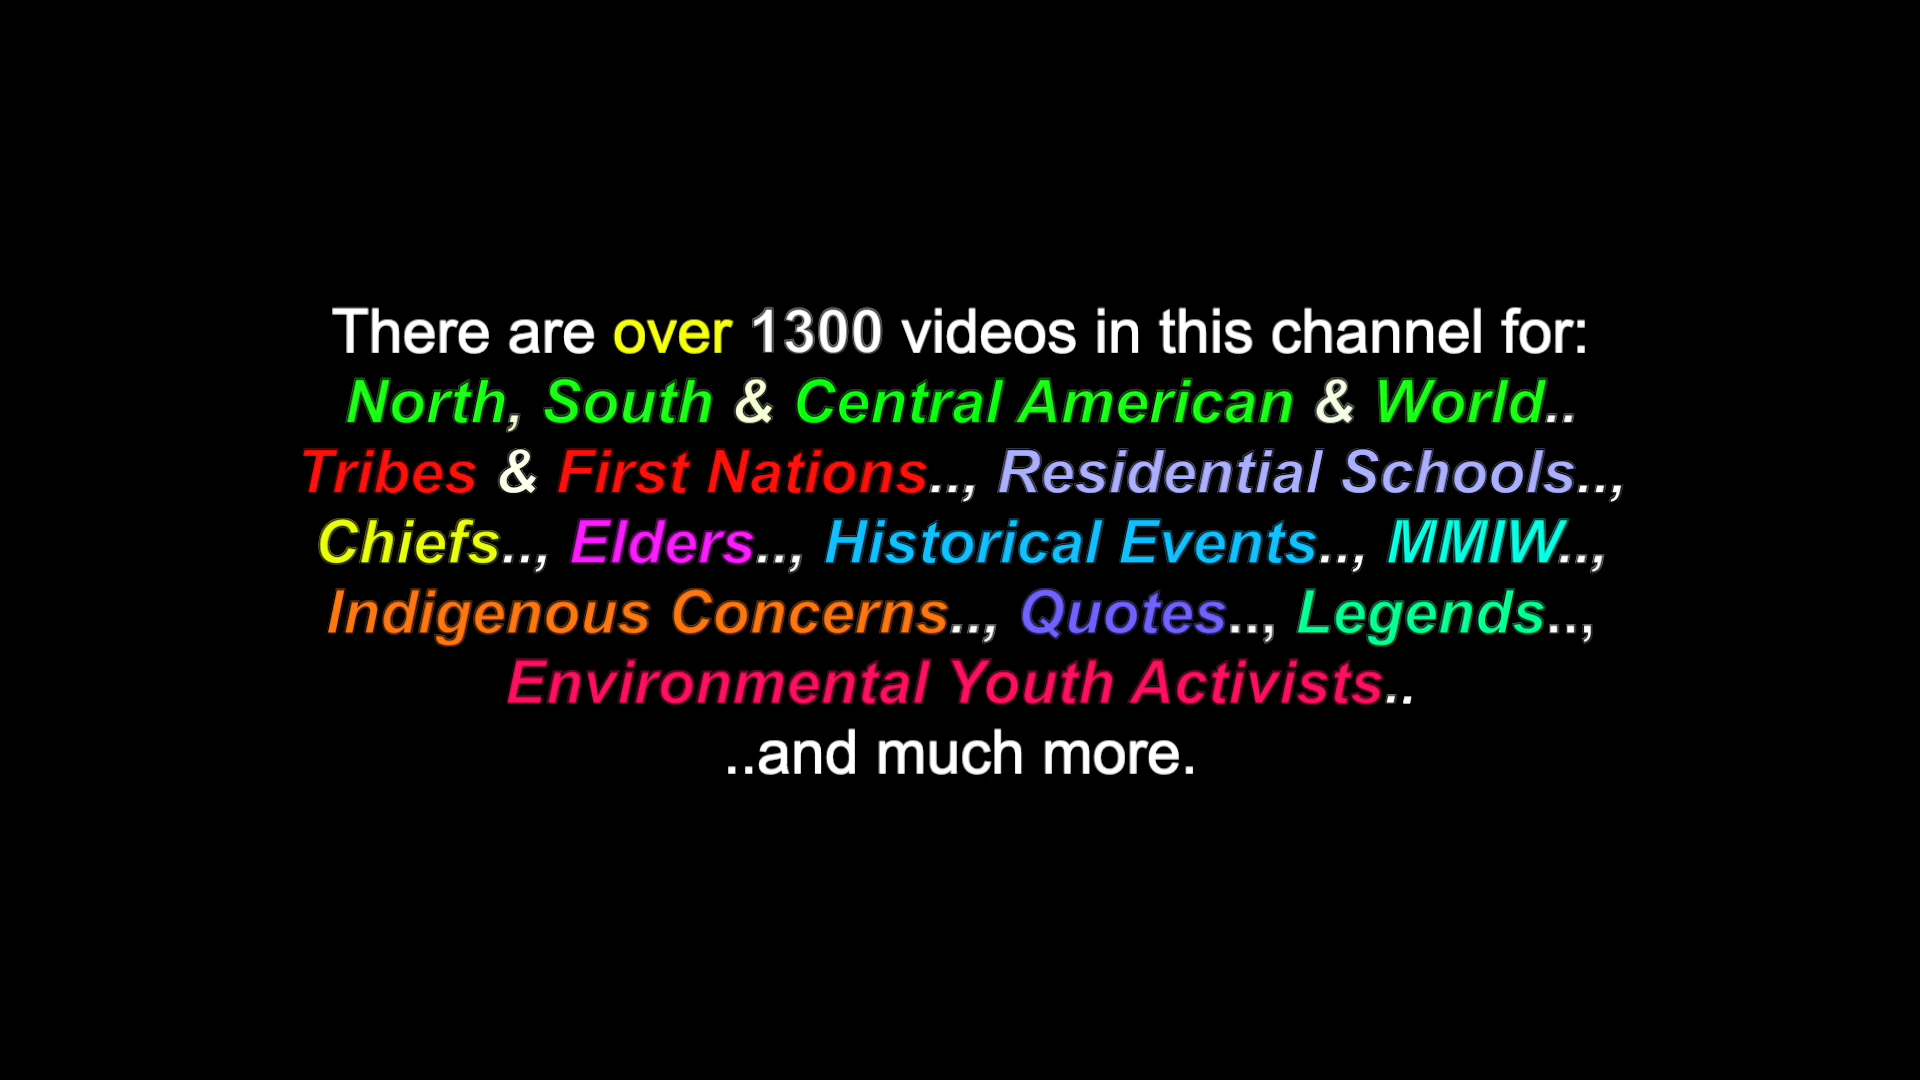 There are over 1300 videos in this channel for:
North, South & Central American & World..
Tribes & First Nations.., Residential Schools..,
Chiefs.., Elders.., Historical Events.., MMIW..,
Indigenous Concerns.., Quotes.., Legends..,
Environmental Youth Activists..
..and much more.